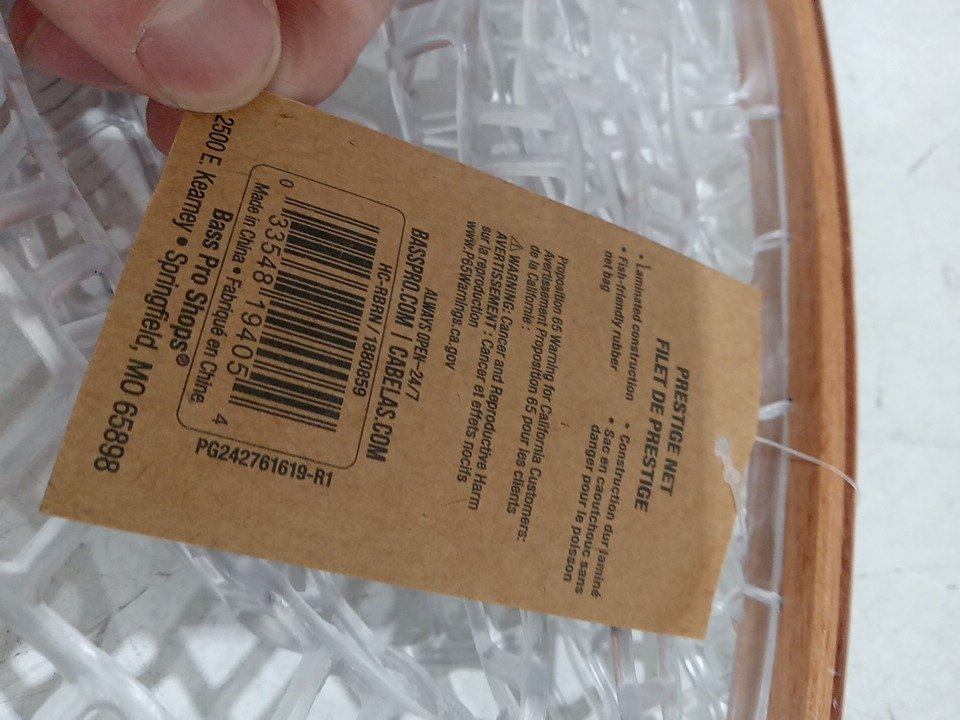 PRESTIGE NET
FILET DE PRESTIGE
• Laminated construction
• Fish-friendly rubber
net bag
• Construction dur laminé
• Sac en caoutchouc sans
danger pour le poisson
Proposition 65 Warning for California Customers:
Avertissement Proposition 65 pour les clients
de la Californie :
⚠ WARNING: Cancer and Reproductive Harm
AVERTISSEMENT : Cancer et effets nocifs
sur la reproduction
www.P65Warnings.ca.gov
ALWAYS OPEN-24/7
BASSPRO.COM | CABELAS.COM
HC-NBRN / 1880859
0 33548 19405 4
Made in China • Fabriqué en Chine
PG242761619-R1
Bass Pro Shops®
2500 E. Kearney • Springfield, MO 65898